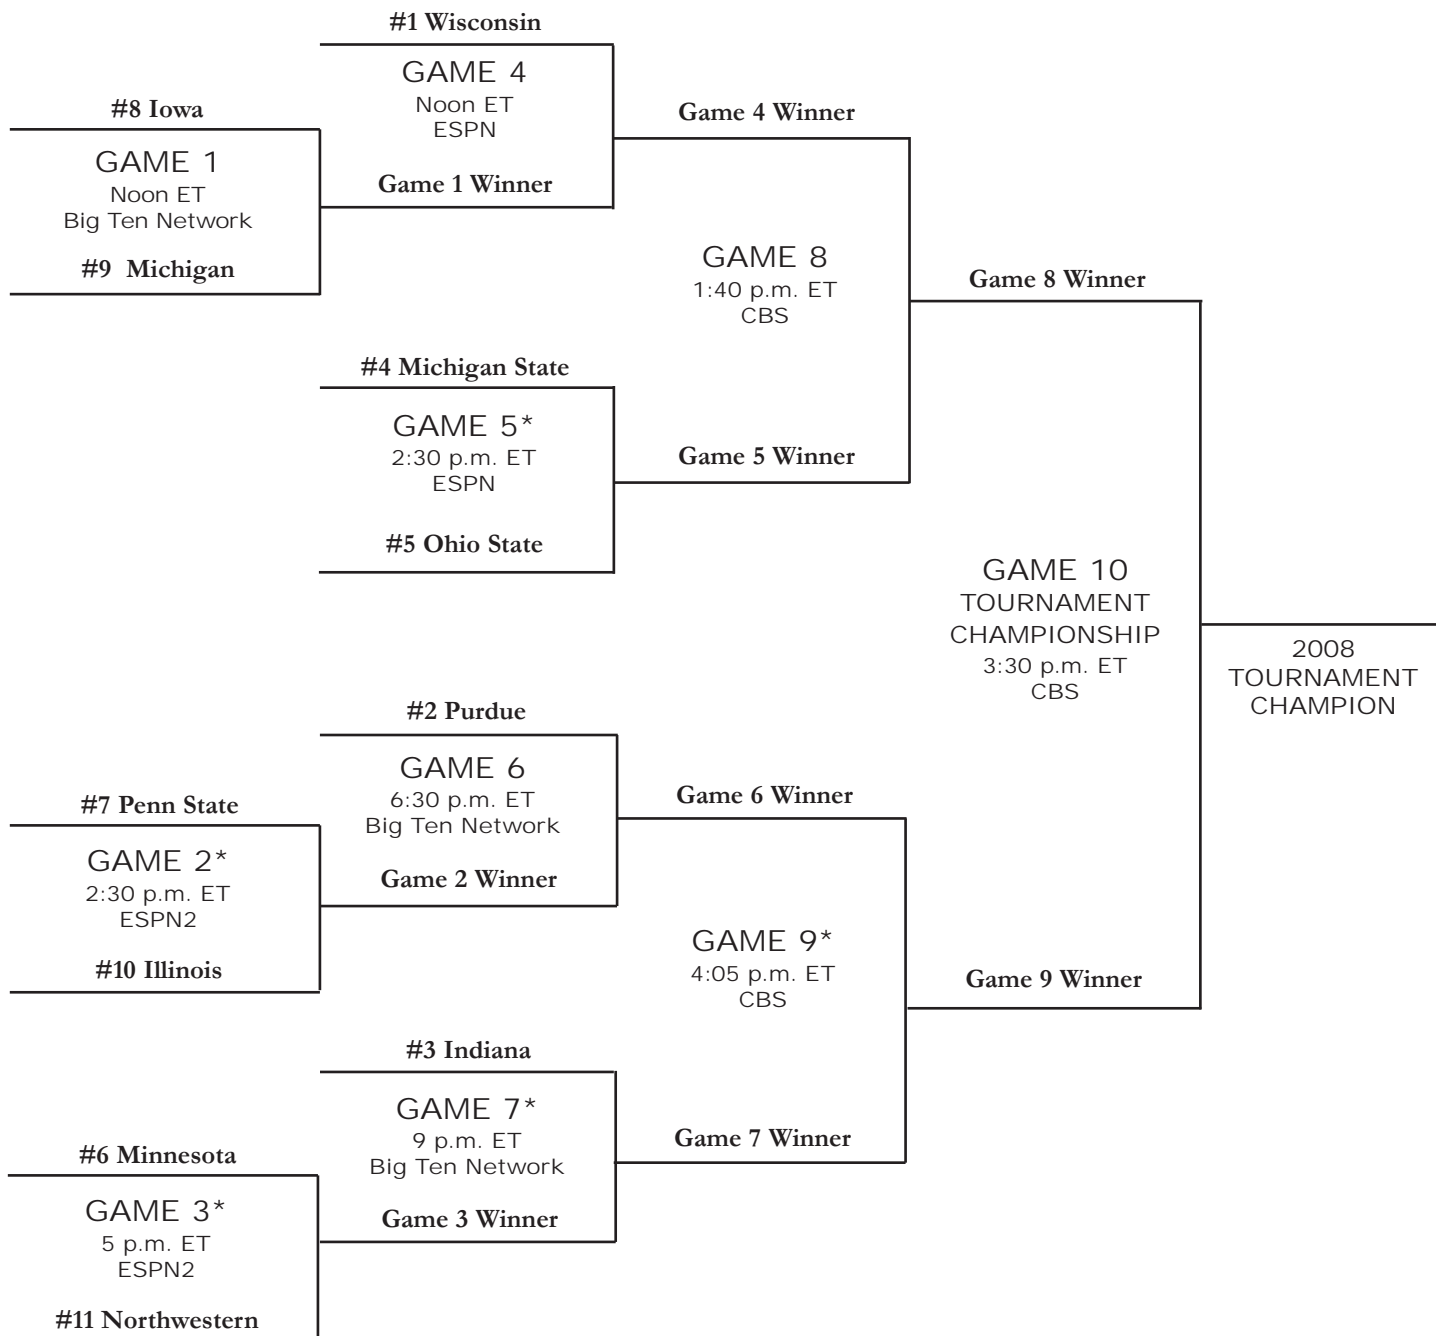 #1 Wisconsin
GAME 4
Noon ET
ESPN
Game 1 Winner
#8 Iowa
GAME 1
Noon ET
Big Ten Network
#9 Michigan
Game 4 Winner
GAME 8
1:40 p.m. ET
CBS
Game 5 Winner
#4 Michigan State
GAME 5*
2:30 p.m. ET
ESPN
#5 Ohio State
Game 8 Winner
GAME 10
TOURNAMENT
CHAMPIONSHIP
3:30 p.m. ET
CBS
Game 9 Winner
2008
TOURNAMENT
CHAMPION
#2 Purdue
GAME 6
6:30 p.m. ET
Big Ten Network
Game 2 Winner
#7 Penn State
GAME 2*
2:30 p.m. ET
ESPN2
#10 Illinois
Game 6 Winner
GAME 9*
4:05 p.m. ET
CBS
Game 7 Winner
#3 Indiana
GAME 7*
9 p.m. ET
Big Ten Network
Game 3 Winner
#6 Minnesota
GAME 3*
5 p.m. ET
ESPN2
#11 Northwestern